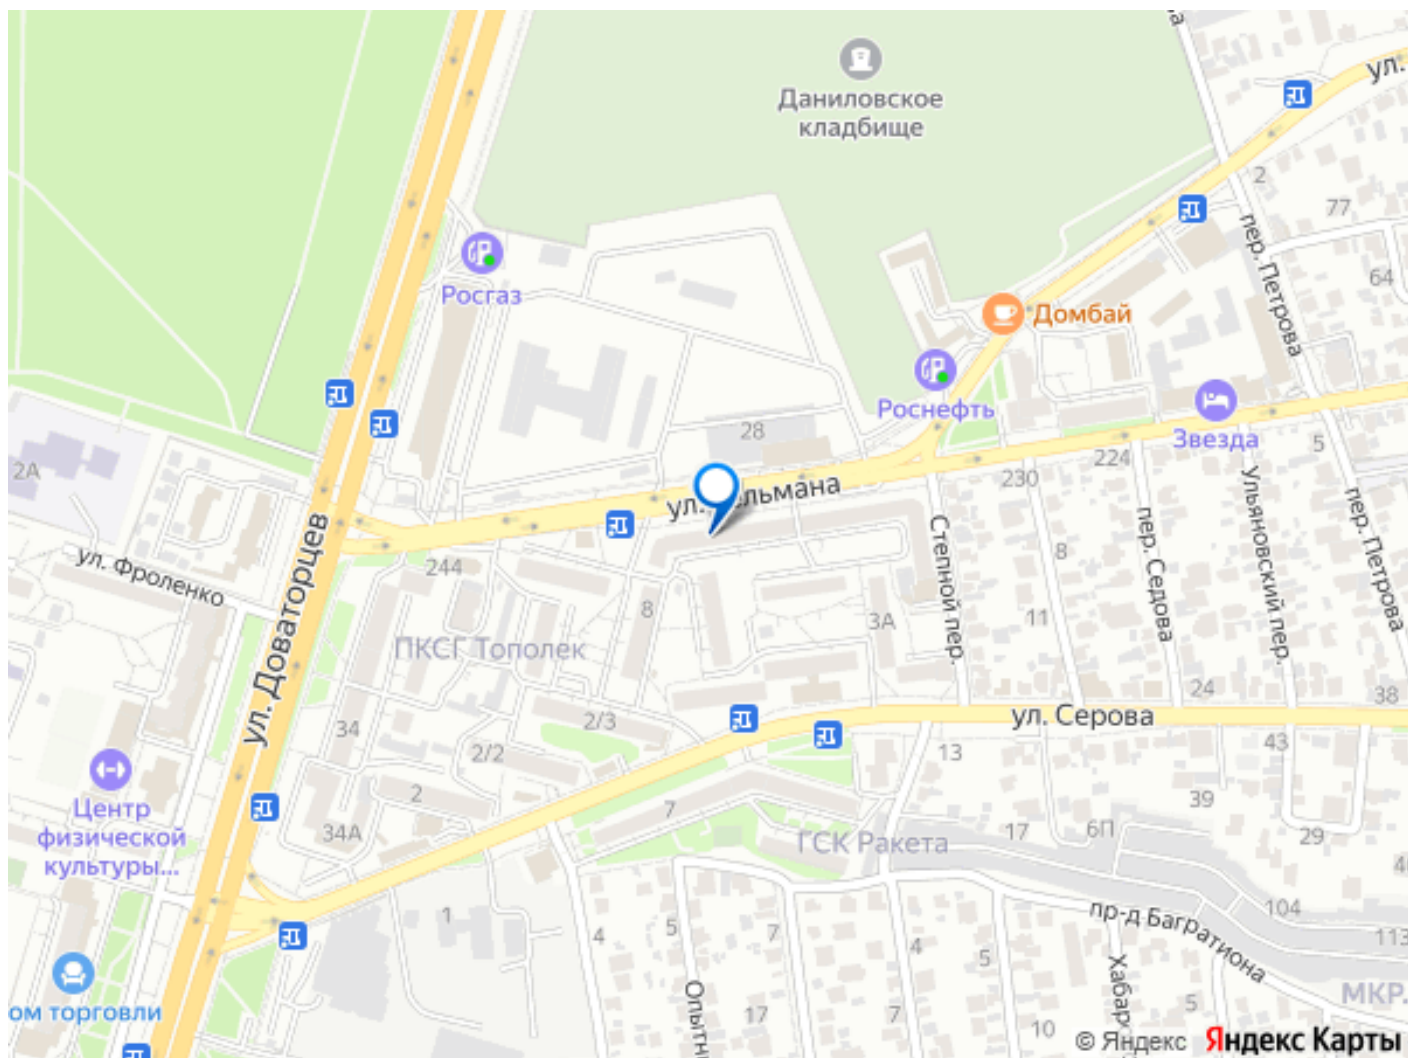 Даниловское
кладбище
ул.
2
77
пер. Петрова
64
Росгаз
Домбай
Роснефть
Звезда
28
5
2А
ул. Тельмана
230
224
Ульяновский пер.
пер. Петрова
ул. Фроленко
ул. Доваторцев
244
Степной пер.
пер. Седова
8
8
11
3А
ПКСГ Тополек
34
2/3
2/2
24
38
ул. Серова
13
43
Центр
физической
культуры...
2
34А
7
39
17
6П
29
ГСК Ракета
1
4
5
7
4
5
пр-д Багратиона
104
113
МКР.
ом торговли
17
10
5
© Яндекс Яндекс Карты